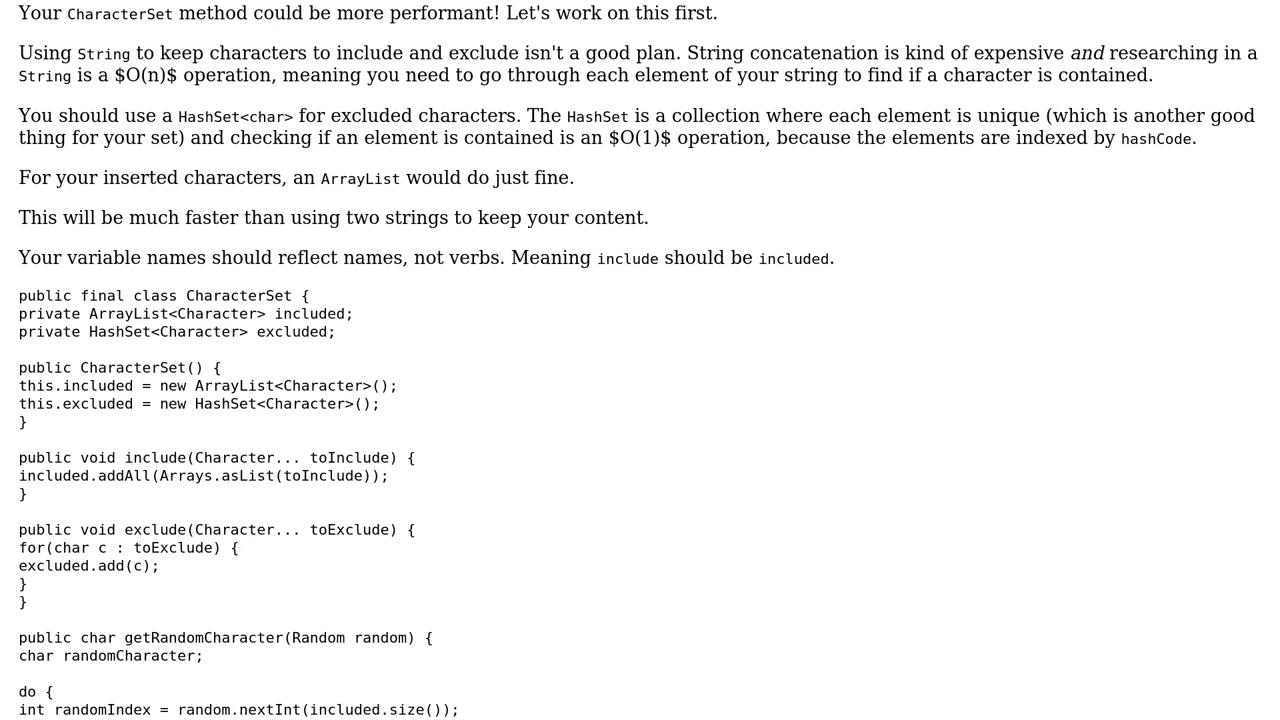 Your CharacterSet method could be more performant! Let's work on this first.
Using String to keep characters to include and exclude isn't a good plan. String concatenation is kind of expensive and researching in a
String is a $O(n)$ operation, meaning you need to go through each element of your string to find if a character is contained.
You should use a HashSet<char> for excluded characters. The HashSet is a collection where each element is unique (which is another good
thing for your set) and checking if an element is contained is an $O(1)$ operation, because the elements are indexed by hashCode.
For your inserted characters, an ArrayList would do just fine.
This will be much faster than using two strings to keep your content.
Your variable names should reflect names, not verbs. Meaning include should be included.
public final class CharacterSet {
private ArrayList<Character> included;
private HashSet<Character> excluded;
public CharacterSet() {
this.included = new ArrayList<Character>();
this.excluded = new HashSet<Character>();
}
public void include(Character... toInclude) {
included.addAll(Arrays.asList(toInclude));
}
public void exclude(Character... toExclude) {
for(char c : toExclude) {
excluded.add(c);
}
}
public char getRandomCharacter(Random random) {
char randomCharacter;
do {
int randomIndex = random.nextInt(included.size());